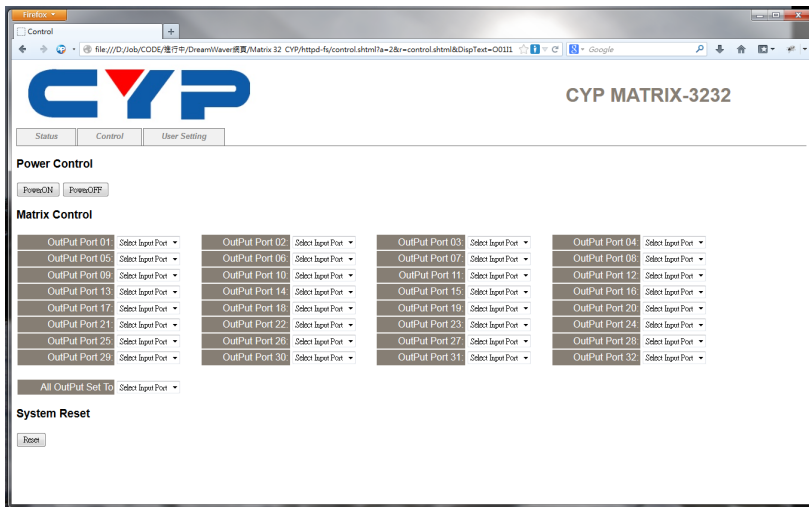 Firefox
Control
+
file:///D:/Job/CODE/進行中/DreamWaver網頁/Matrix 32 CYP/httpd-fs/control.shtml?a=2&r=control.shtml&DispText=O01I1
Google
CYP
CYP MATRIX-3232
Status Control User Setting
Power Control
PowerON PowerOFF
Matrix Control
OutPut Port 01: Select Input Port OutPut Port 02: Select Input Port OutPut Port 03: Select Input Port OutPut Port 04: Select Input Port
OutPut Port 05: Select Input Port OutPut Port 06: Select Input Port OutPut Port 07: Select Input Port OutPut Port 08: Select Input Port
OutPut Port 09: Select Input Port OutPut Port 10: Select Input Port OutPut Port 11: Select Input Port OutPut Port 12: Select Input Port
OutPut Port 13: Select Input Port OutPut Port 14: Select Input Port OutPut Port 15: Select Input Port OutPut Port 16: Select Input Port
OutPut Port 17: Select Input Port OutPut Port 18: Select Input Port OutPut Port 19: Select Input Port OutPut Port 20: Select Input Port
OutPut Port 21: Select Input Port OutPut Port 22: Select Input Port OutPut Port 23: Select Input Port OutPut Port 24: Select Input Port
OutPut Port 25: Select Input Port OutPut Port 26: Select Input Port OutPut Port 27: Select Input Port OutPut Port 28: Select Input Port
OutPut Port 29: Select Input Port OutPut Port 30: Select Input Port OutPut Port 31: Select Input Port OutPut Port 32: Select Input Port
All OutPut Set To Select Input Port
System Reset
Reset